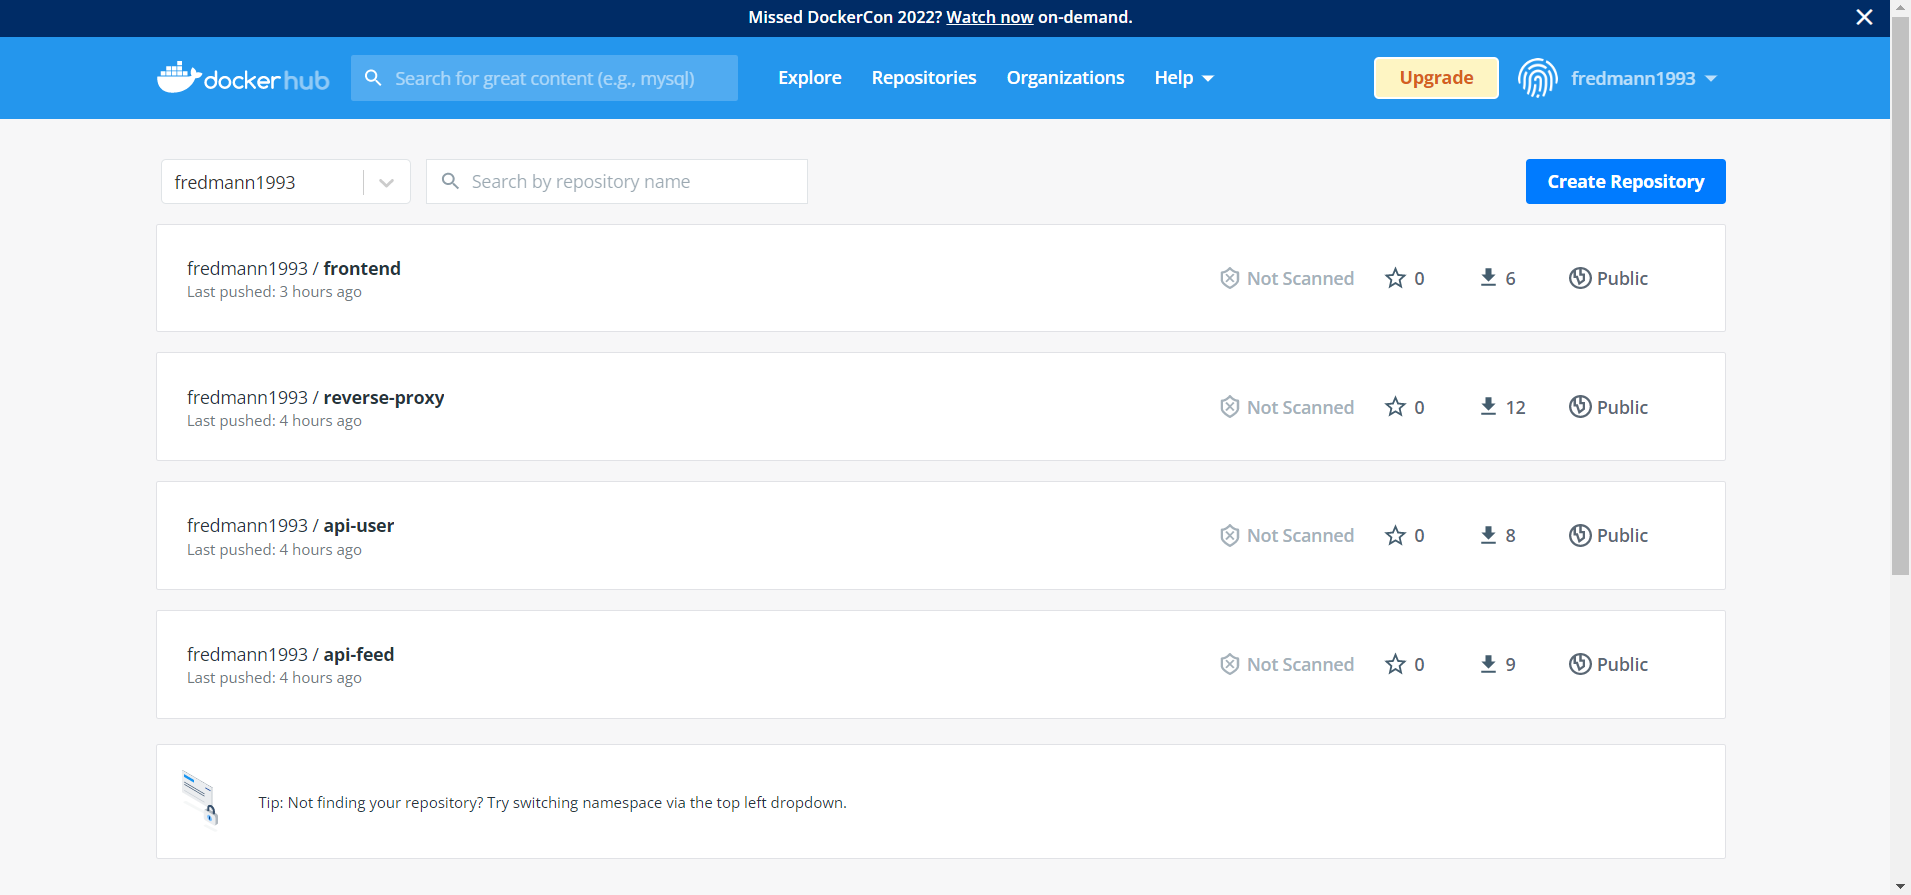 Missed DockerCon 2022? Watch now on-demand.
docker hub
Search for great content (e.g., mysql)
Explore
Repositories
Organizations
Help
Upgrade
fredmann1993
fredmann1993
Search by repository name
Create Repository
fredmann1993 / frontend
Last pushed: 3 hours ago
Not Scanned
0
6
Public
fredmann1993 / reverse-proxy
Last pushed: 4 hours ago
Not Scanned
0
12
Public
fredmann1993 / api-user
Last pushed: 4 hours ago
Not Scanned
0
8
Public
fredmann1993 / api-feed
Last pushed: 4 hours ago
Not Scanned
0
9
Public
Tip: Not finding your repository? Try switching namespace via the top left dropdown.